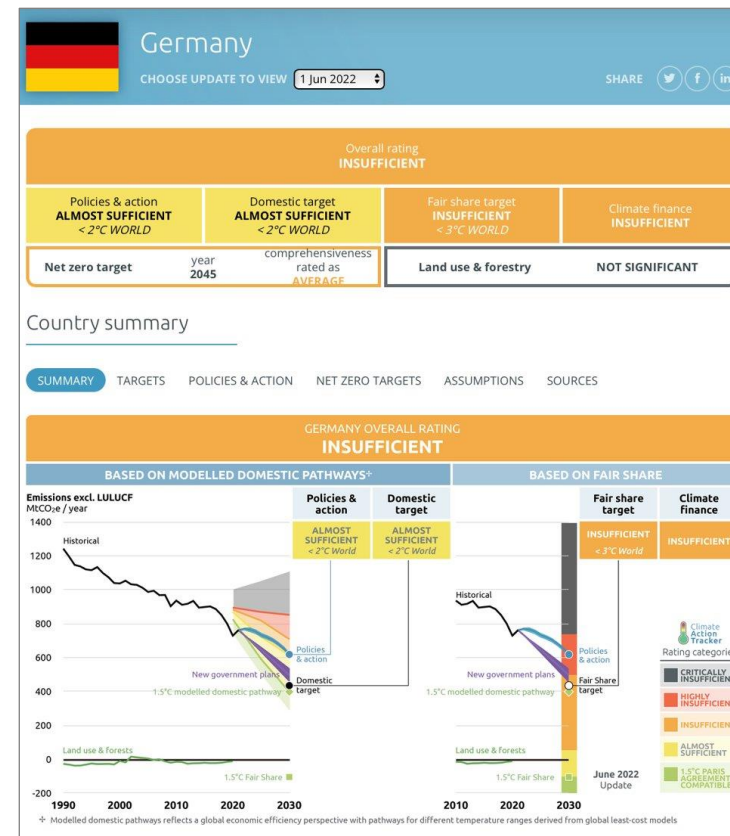 Germany
CHOOSE UPDATE TO VIEW 1 Jun 2022
SHARE f in
Overall rating
INSUFFICIENT
Policies & action
ALMOST SUFFICIENT
< 2°C WORLD
Domestic target
ALMOST SUFFICIENT
< 2°C WORLD
Fair share target
INSUFFICIENT
< 3°C WORLD
Climate finance
INSUFFICIENT
Net zero target
year
2045
comprehensiveness
rated as
AVERAGE
Land use & forestry
NOT SIGNIFICANT
Country summary
SUMMARY TARGETS POLICIES & ACTION NET ZERO TARGETS ASSUMPTIONS SOURCES
GERMANY OVERALL RATING
INSUFFICIENT
BASED ON MODELLED DOMESTIC PATHWAYS÷
BASED ON FAIR SHARE
Emissions excl. LULUCF
MtCO₂e / year
Policies &
action
ALMOST
SUFFICIENT
< 2°C World
Domestic
target
ALMOST
SUFFICIENT
< 2°C World
1400
1200
1000
800
600
400
200
0
-200
Historical
Policies
& action
New government plans
Domestic
target
1.5°C modelled domestic pathway
Land use & forests
1.5°C Fair Share
1990 2000 2010 2020 2030
Fair share
target
INSUFFICIENT
< 3°C World
Climate
finance
INSUFFICIENT
Historical
Policies
& action
New government plans
Fair Share
target
1.5°C modelled domestic pathway
Land use & forests
1.5°C Fair Share
2010 2020 2030
June 2022
Update
Climate
Action
Tracker
Rating categorie
CRITICALLY
INSUFFICIEN
HIGHLY
INSUFFICIEN
INSUFFICIEN
ALMOST
SUFFICIENT
1.5°C PARIS
AGREEMENT
COMPATIBLE
÷ Modelled domestic pathways reflects a global economic efficiency perspective with pathways for different temperature ranges derived from global least-cost models